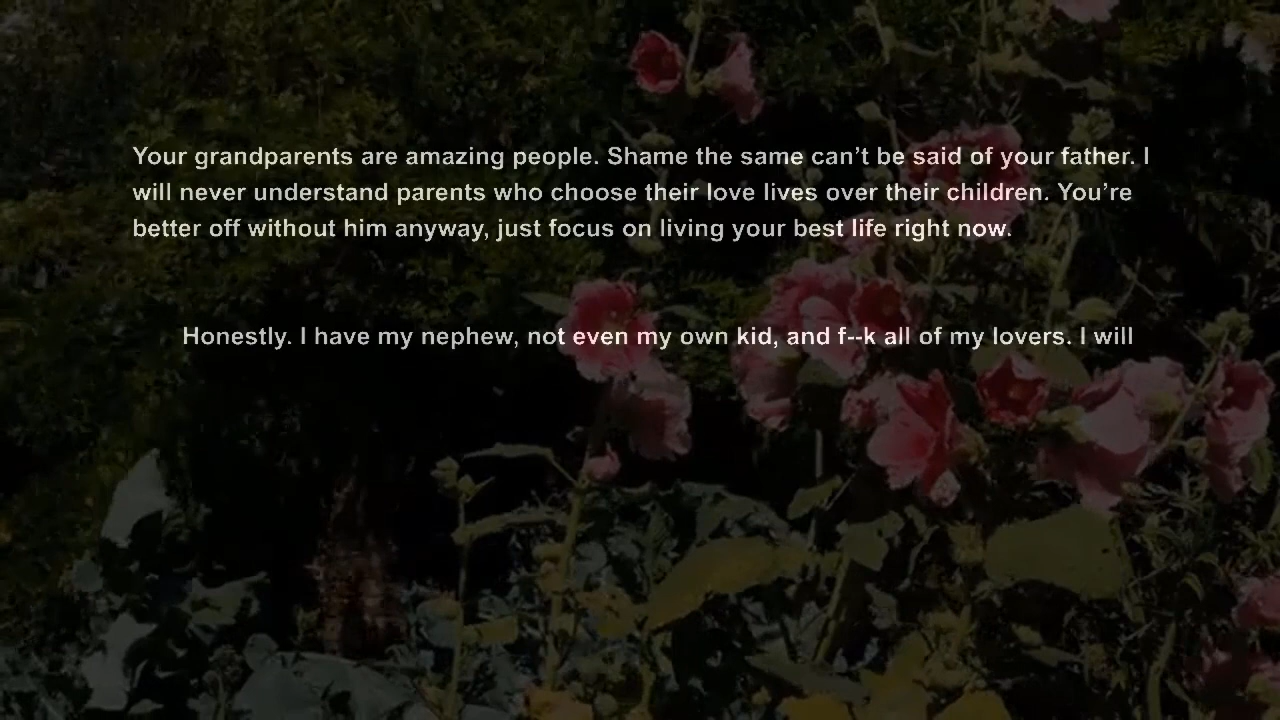 Your grandparents are amazing people. Shame the same can’t be said of your father. I
will never understand parents who choose their love lives over their children. You’re
better off without him anyway, just focus on living your best life right now.
Honestly. I have my nephew, not even my own kid, and f--k all of my lovers. I will